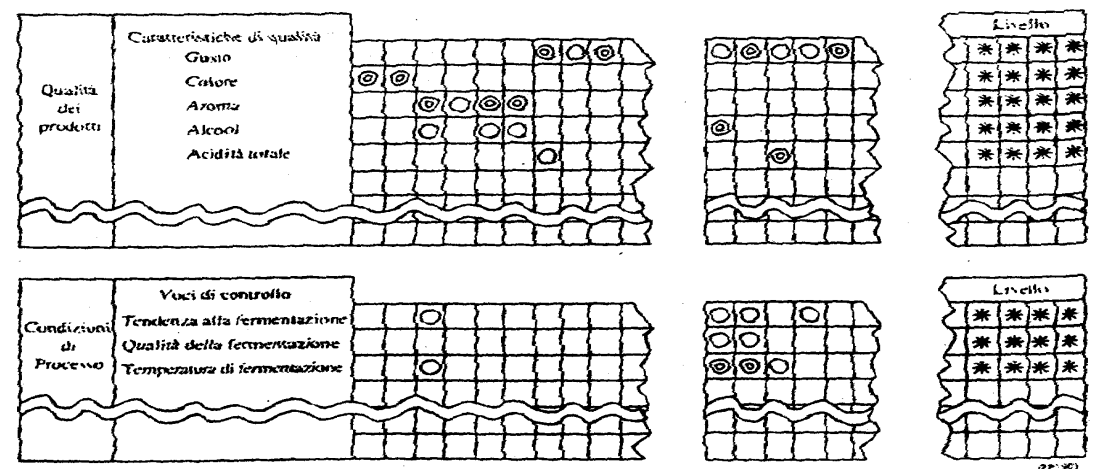 Caratteristiche di qualità
Gusto
Colore
Aroma
Alcool
Acidità totale
Qualità
dei
prodotti
Livello
Voci di controllo
Tendenza alla fermentazione
Qualità della fermentazione
Temperatura di fermentazione
Condizioni
di
Processo
Livello